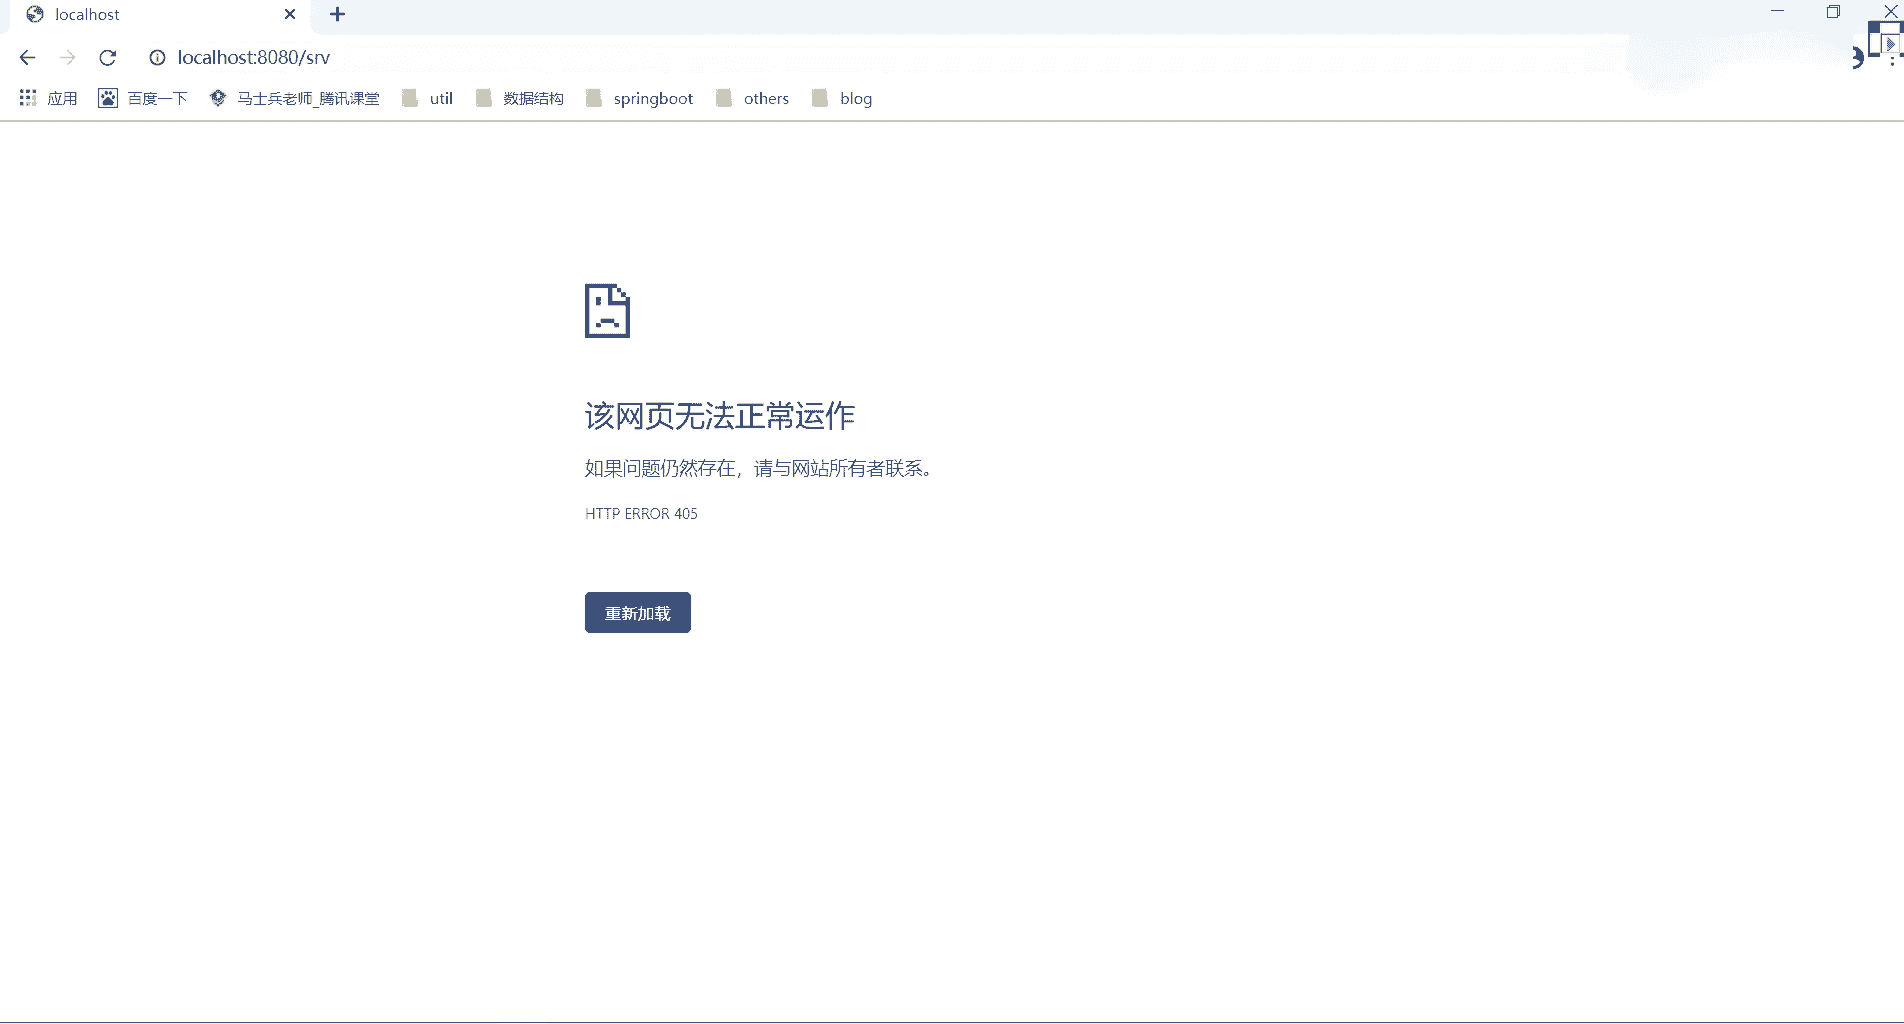 localhost
localhost:8080/srv
应用 百度一下 马士兵老师_腾讯课堂 util 数据结构 springboot others blog
该网页无法正常运作
如果问题仍然存在，请与网站所有者联系。
HTTP ERROR 405
重新加载